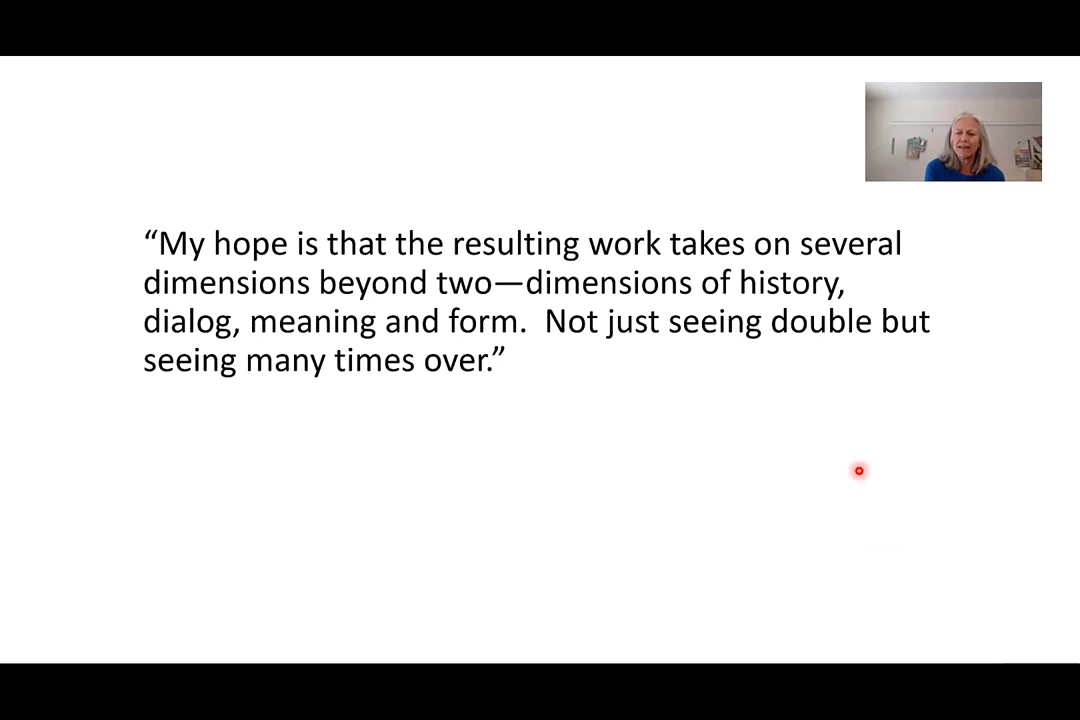 “My hope is that the resulting work takes on several
dimensions beyond two—dimensions of history,
dialog, meaning and form.  Not just seeing double but
seeing many times over.”